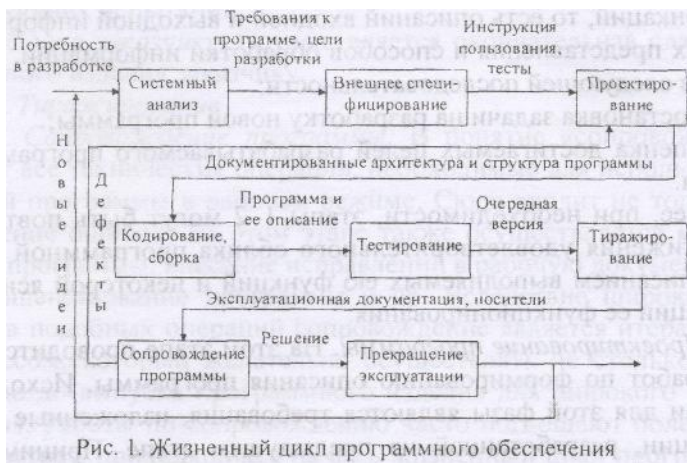 Потребность
в разработке
Требования к
программе, цели
разработки
Инструкция
пользования,
тесты
Системный
анализ
Внешнее специ
фицирование
Проектиро-
вание
Документированные архитектура и структура программы
Новые идеи
Дефекты
Программа и
ее описание
Очередная
версия
Кодирование,
сборка
Тестирование
Тиражиро-
вание
Эксплуатационная документация, носители
Решение
Сопровождение
программы
Прекращение
эксплуатации
Рис. 1. Жизненный цикл программного обеспечения